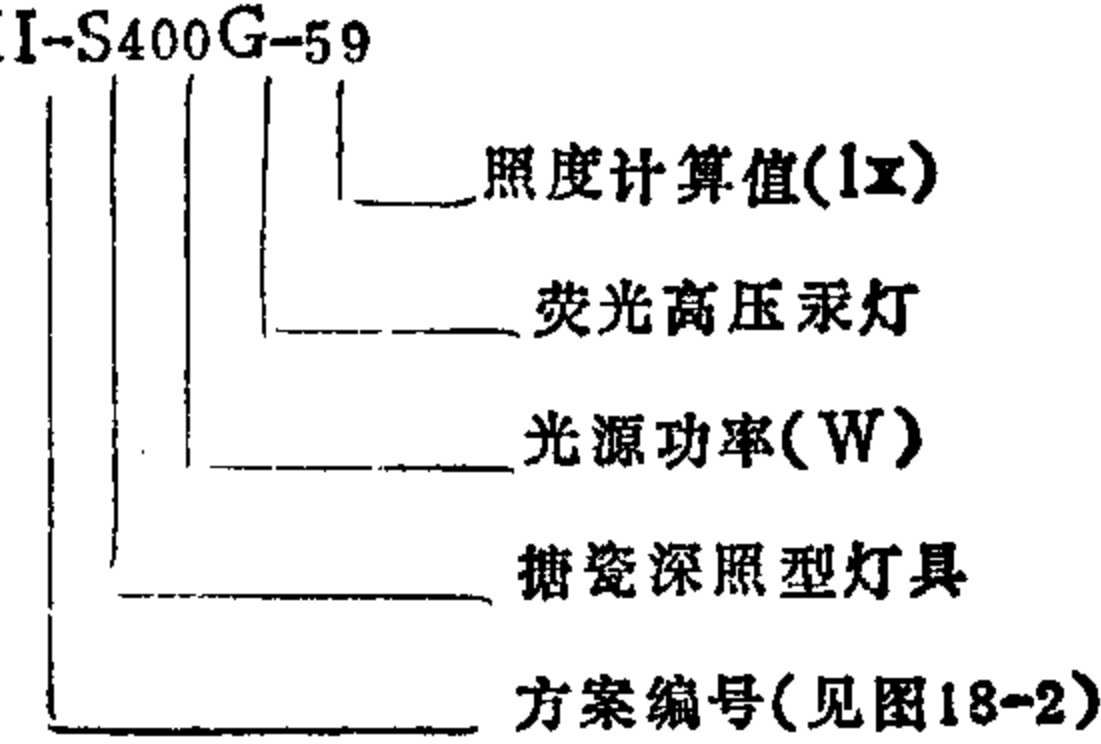 I-S400G-59
照度计算值(lx)
荧光高压汞灯
光源功率(W)
搪瓷深照型灯具
方案编号(见图18-2)